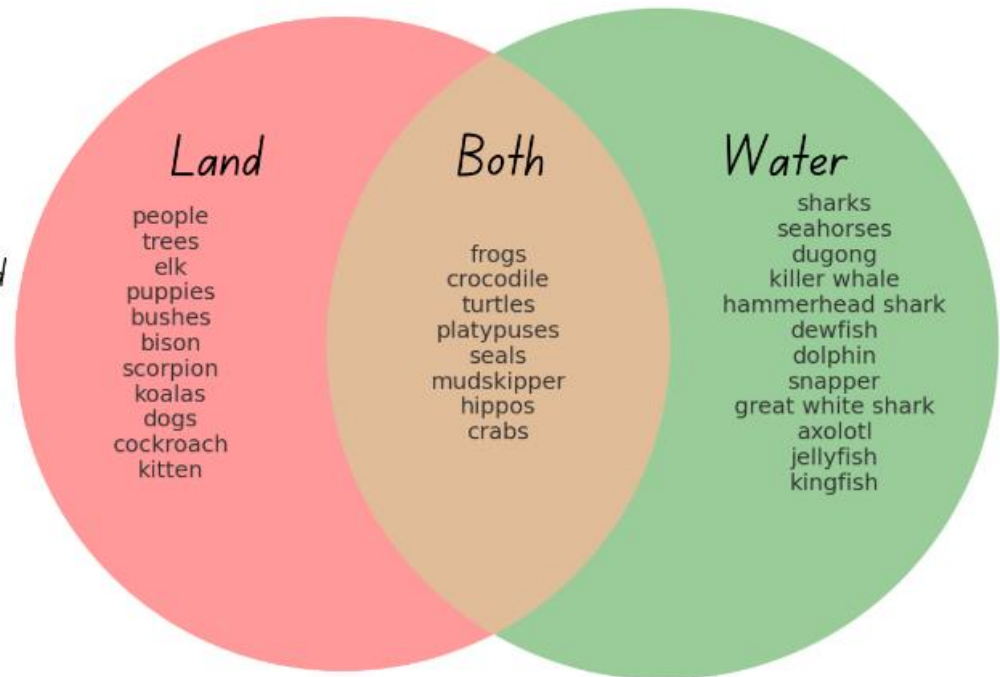 Land
people
trees
elk
puppies
bushes
bison
scorpion
koalas
dogs
cockroach
kitten
Both
frogs
crocodile
turtles
platypuses
seals
mudskipper
hippos
crabs
Water
sharks
seahorses
dugong
killer whale
hammerhead shark
dewfish
dolphin
snapper
great white shark
axolotl
jellyfish
kingfish